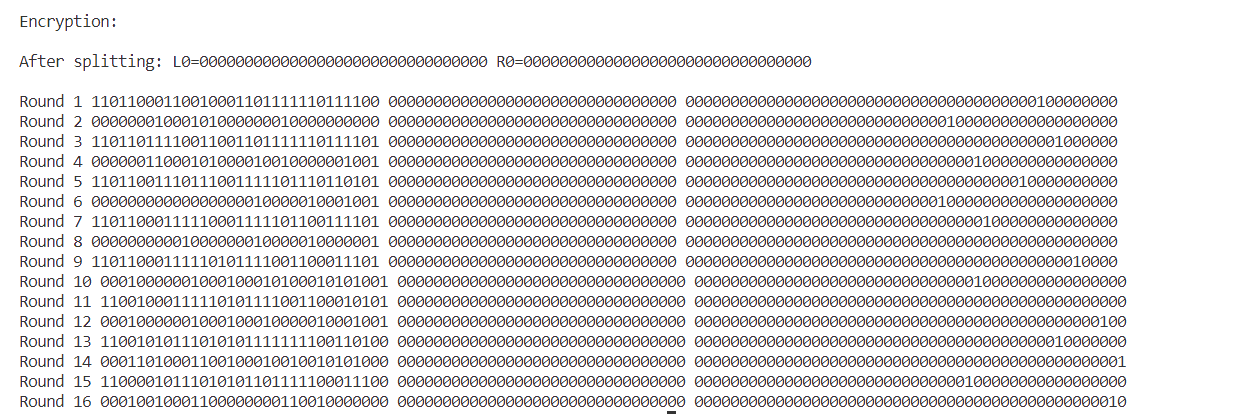 Encryption:
After splitting: L0=00000000000000000000000000000000 R0=00000000000000000000000000000000
Round 1 11011000110010001101111110111100 00000000000000000000000000000000 000000000000000000000000000000000000000100000000
Round 2 00000001000101000000010000000000 00000000000000000000000000000000 000000000000000000000000000001000000000000000000
Round 3 11011011110011001101111110111101 00000000000000000000000000000000 000000000000000000000000000000000000000001000000
Round 4 00000011000101000010010000001001 00000000000000000000000000000000 000000000000000000000000000000001000000000000000
Round 5 11011001110111001111101110110101 00000000000000000000000000000000 000000000000000000000000000000000000010000000000
Round 6 00000000000000000010000010001001 00000000000000000000000000000000 000000000000000000000000000010000000000000000000
Round 7 11011000111110001111101100111101 00000000000000000000000000000000 000000000000000000000000000000000100000000000000
Round 8 00000000001000000010000010000001 00000000000000000000000000000000 000000000000000000000000000000000000000000000000
Round 9 11011000111110101111001100011101 00000000000000000000000000000000 000000000000000000000000000000000000000000010000
Round 10 00010000001000100010100010101001 00000000000000000000000000000000 000000000000000000000000000000010000000000000000
Round 11 11001000111110101111001100010101 00000000000000000000000000000000 000000000000000000000000000000000000000000000000
Round 12 00010000001000100010000010001001 00000000000000000000000000000000 000000000000000000000000000000000000000000000100
Round 13 11001010111010101111111100110100 00000000000000000000000000000000 000000000000000000000000000000000000000010000000
Round 14 00011010001100100010010010101000 00000000000000000000000000000000 000000000000000000000000000000000000000000000001
Round 15 11000010111010101101111100011100 00000000000000000000000000000000 000000000000000000000000000000100000000000000000
Round 16 00010010001100000000110010000000 00000000000000000000000000000000 000000000000000000000000000000000000000000000010